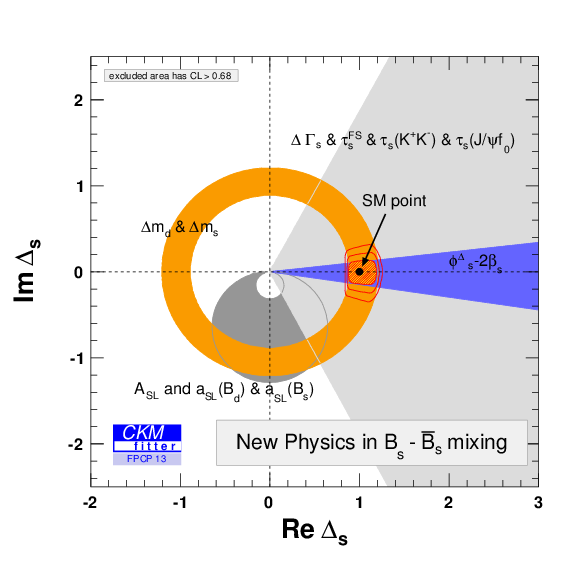 excluded area has CL > 0.68
Δ Γs & τsFS & τs(K+K-) & τs(J/ψf0)
SM point
Δmd & Δms
ϕΔs-2βs
ASL and aSL(Bd) & aSL(Bs)
CKM
fitter
FPCP 13
New Physics in Bs - B̅s mixing
2
1
0
-1
-2
Im Δs
-2
-1
0
1
2
3
Re Δs